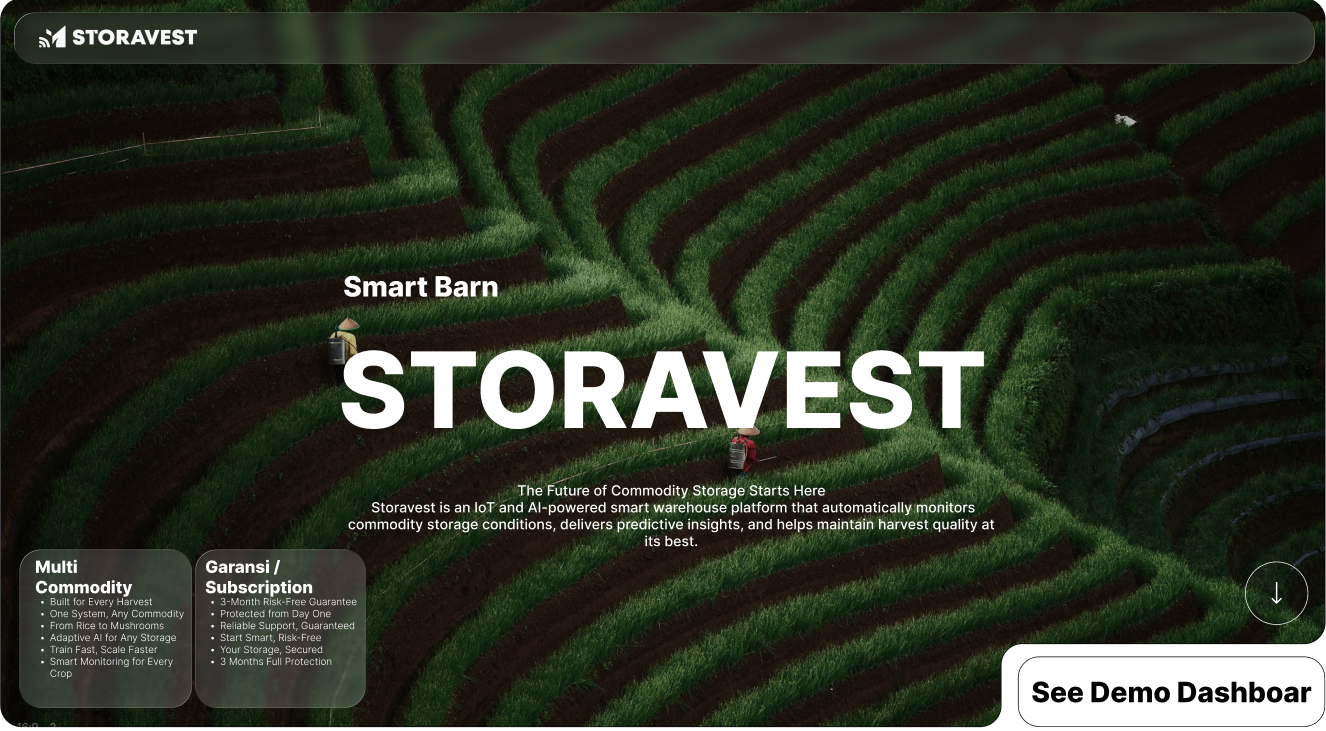 STORAVEST
Smart Barn
STORAVEST
The Future of Commodity Storage Starts Here
Storavest is an IoT and AI-powered smart warehouse platform that automatically monitors
commodity storage conditions, delivers predictive insights, and helps maintain harvest quality at
its best.
Multi
Commodity
• Built for Every Harvest
• One System, Any Commodity
• From Rice to Mushrooms
• Adaptive AI for Any Storage
• Train Fast, Scale Faster
• Smart Monitoring for Every
Crop
Garansi /
Subscription
• 3-Month Risk-Free Guarantee
• Protected from Day One
• Reliable Support, Guaranteed
• Start Smart, Risk-Free
• Your Storage, Secured
• 3 Months Full Protection
See Demo Dashboar